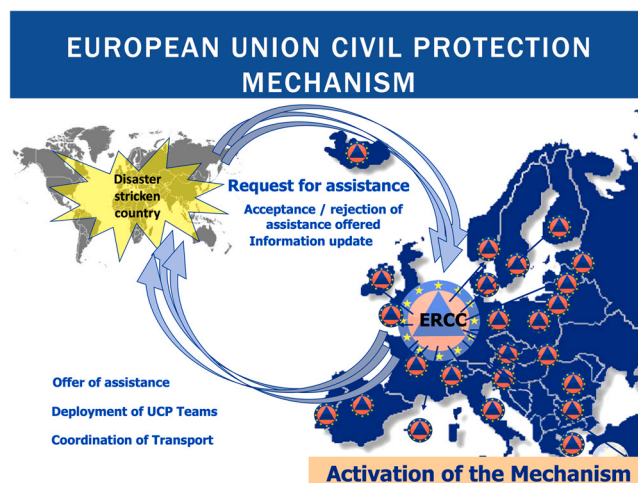 EUROPEAN UNION CIVIL PROTECTION
MECHANISM
Disaster
stricken
country
Request for assistance
Acceptance / rejection of
assistance offered
Information update
ERCC
Offer of assistance
Deployment of UCP Teams
Coordination of Transport
Activation of the Mechanism